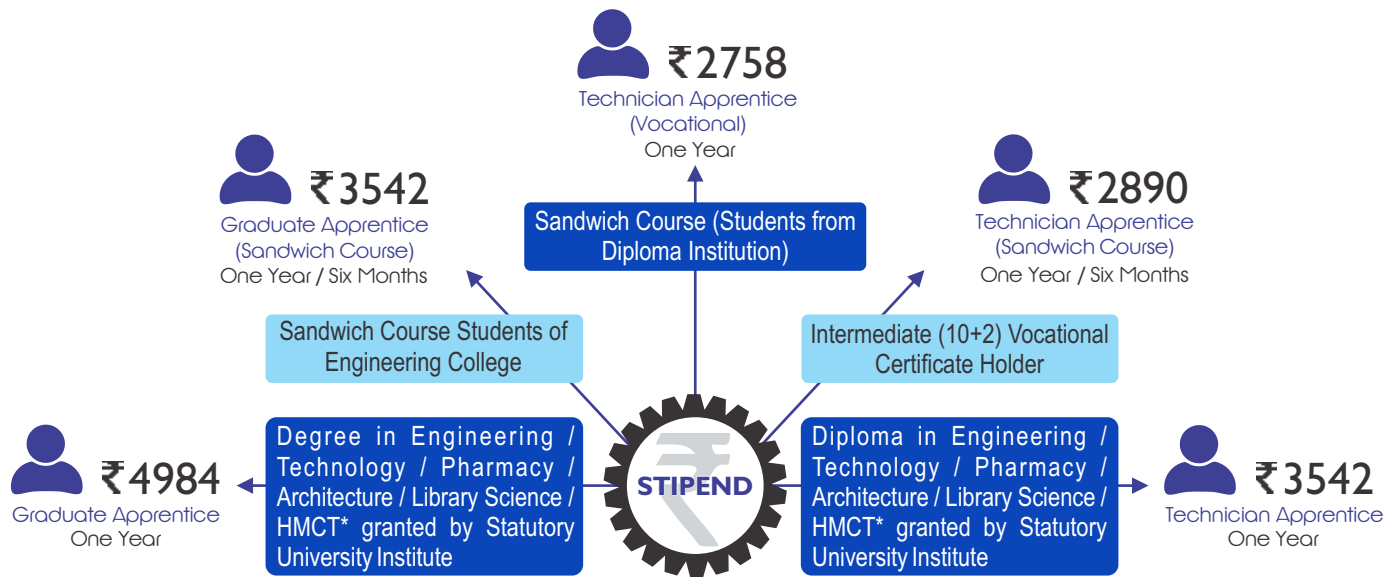 ₹2758
Technician Apprentice
(Vocational)
One Year
₹3542
Graduate Apprentice
(Sandwich Course)
One Year / Six Months
Sandwich Course (Students from
Diploma Institution)
₹2890
Technician Apprentice
(Sandwich Course)
One Year / Six Months
Sandwich Course Students of
Engineering College
Intermediate (10+2) Vocational
Certificate Holder
₹4984
Graduate Apprentice
One Year
Degree in Engineering /
Technology / Pharmacy /
Architecture / Library Science /
HMCT* granted by Statutory
University Institute
₹
STIPEND
Diploma in Engineering /
Technology / Pharmacy /
Architecture / Library Science /
HMCT* granted by Statutory
University Institute
₹3542
Technician Apprentice
One Year